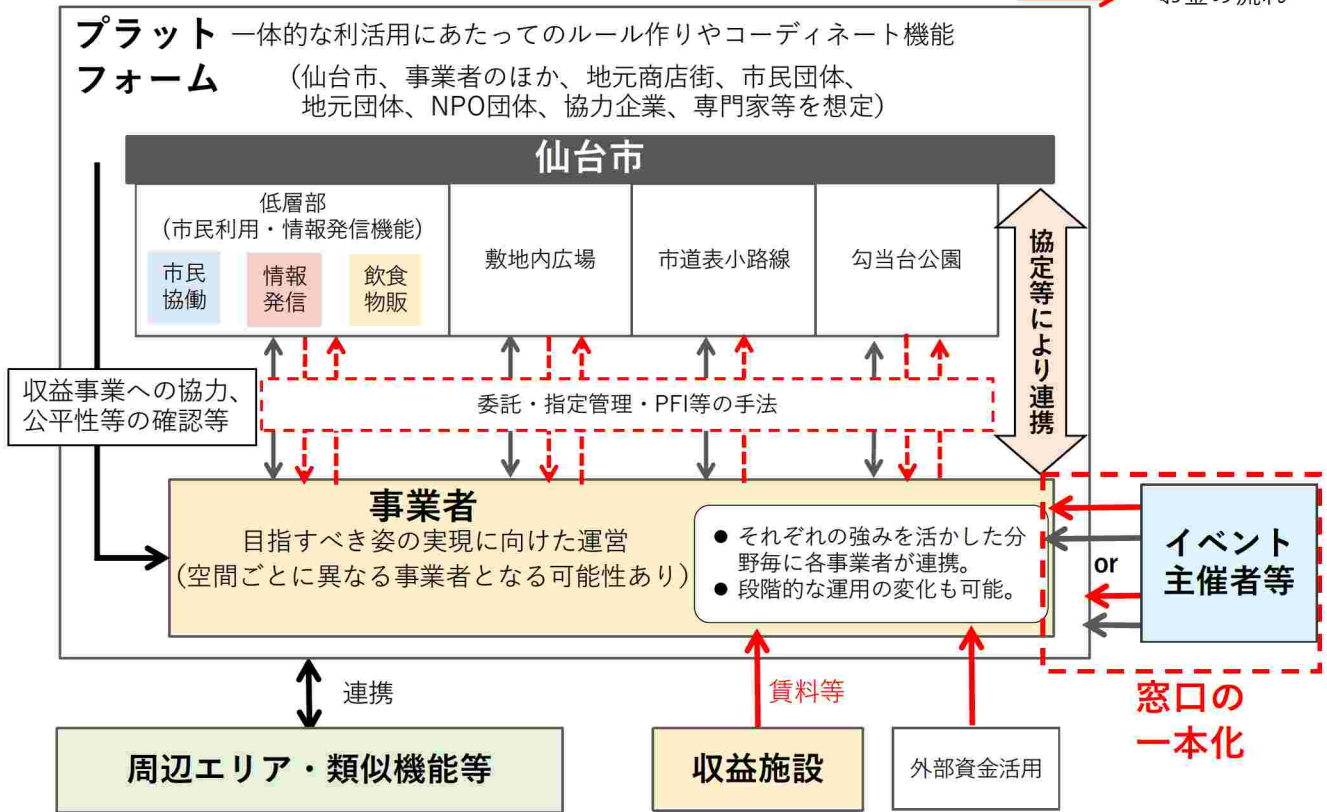 お金の流れ
プラット
フォーム
一体的な利活用にあたってのルール作りやコーディネート機能
(仙台市、事業者のほか、地元商店街、市民団体、
地元団体、NPO団体、協力企業、専門家等を想定)
仙台市
低層部
(市民利用・情報発信機能)
市民
協働
情報
発信
飲食
物販
敷地内広場
市道表小路線
勾当台公園
協定等により連携
収益事業への協力、
公平性等の確認等
委託・指定管理・PFI等の手法
事業者
目指すべき姿の実現に向けた運営
(空間ごとに異なる事業者となる可能性あり)
● それぞれの強みを活かした分
野毎に各事業者が連携。
● 段階的な運用の変化も可能。
or
イベント
主催者等
窓口の
一本化
連携
賃料等
周辺エリア・類似機能等
収益施設
外部資金活用